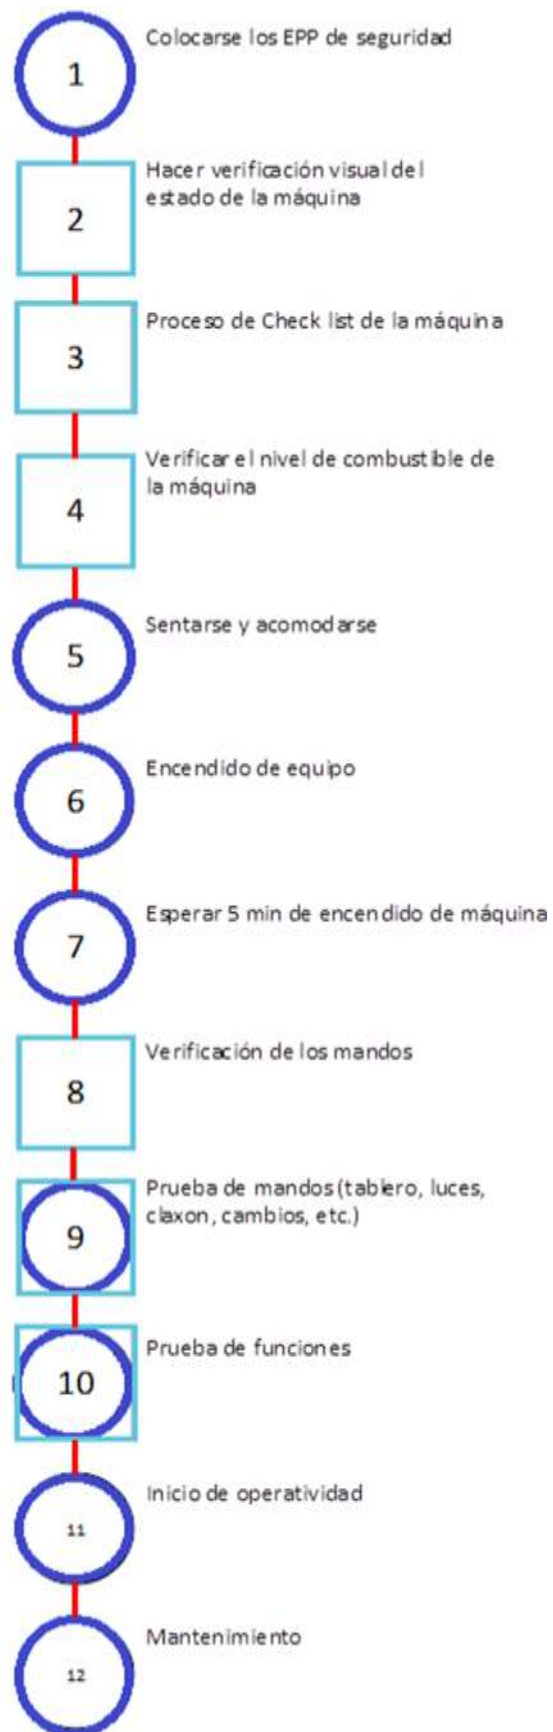 1
Colocarse los EPP de seguridad
2
Hacer verificación visual del
estado de la máquina
3
Proceso de Check list de la máquina
4
Verificar el nivel de combustible de
la máquina
5
Sentarse y acomodarse
6
Encendido de equipo
7
Esperar 5 min de encendido de máquina
8
Verificación de los mandos
9
Prueba de mandos (tablero, luces,
claxon, cambios, etc.)
10
Prueba de funciones
11
Inicio de operatividad
12
Mantenimiento